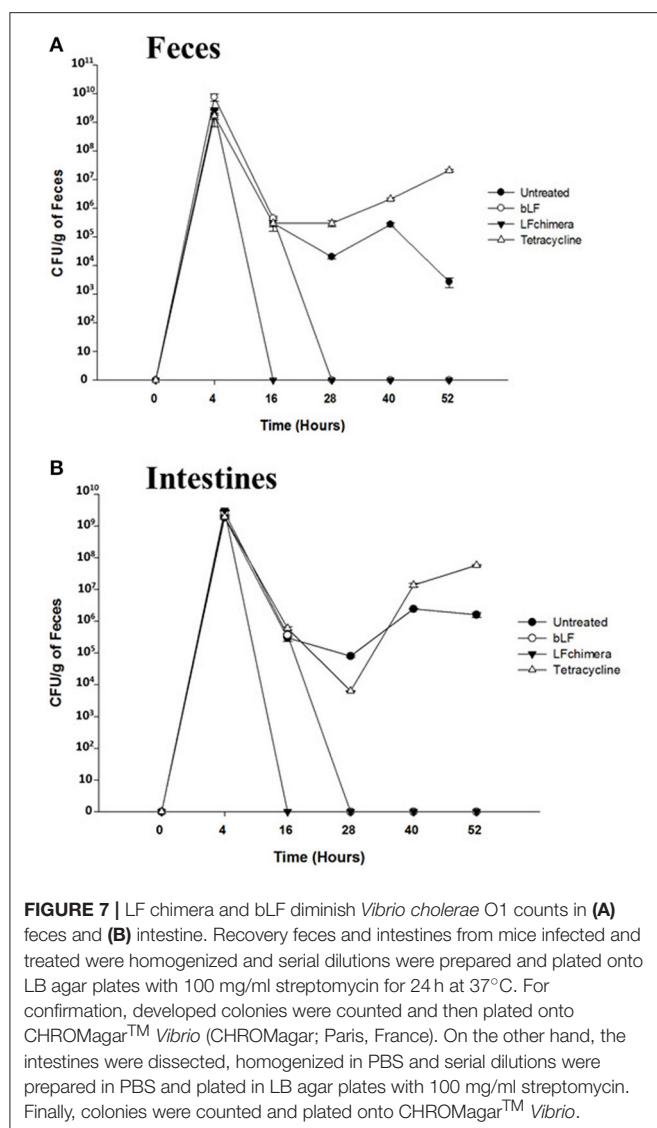 A
Feces
10¹¹
10¹⁰
10⁹
10⁸
10⁷
10⁶
10⁵
10⁴
10³
10²
10
0
CFU/g of Feces
0 4 16 28 40 52
Time (Hours)
Untreated
bLF
LFchimera
Tetracycline
B
Intestines
10¹⁰
10⁹
10⁸
10⁷
10⁶
10⁵
10⁴
10³
10²
10
0
CFU/g of Feces
0 4 16 28 40 52
Time (Hours)
Untreated
bLF
LFchimera
Tetracycline
FIGURE 7 | LF chimera and bLF diminish Vibrio cholerae O1 counts in (A)
feces and (B) intestine. Recovery feces and intestines from mice infected and
treated were homogenized and serial dilutions were prepared and plated onto
LB agar plates with 100 mg/ml streptomycin for 24 h at 37°C. For
confirmation, developed colonies were counted and then plated onto
CHROMagar™ Vibrio (CHROMagar; Paris, France). On the other hand, the
intestines were dissected, homogenized in PBS and serial dilutions were
prepared in PBS and plated in LB agar plates with 100 mg/ml streptomycin.
Finally, colonies were counted and plated onto CHROMagar™ Vibrio.